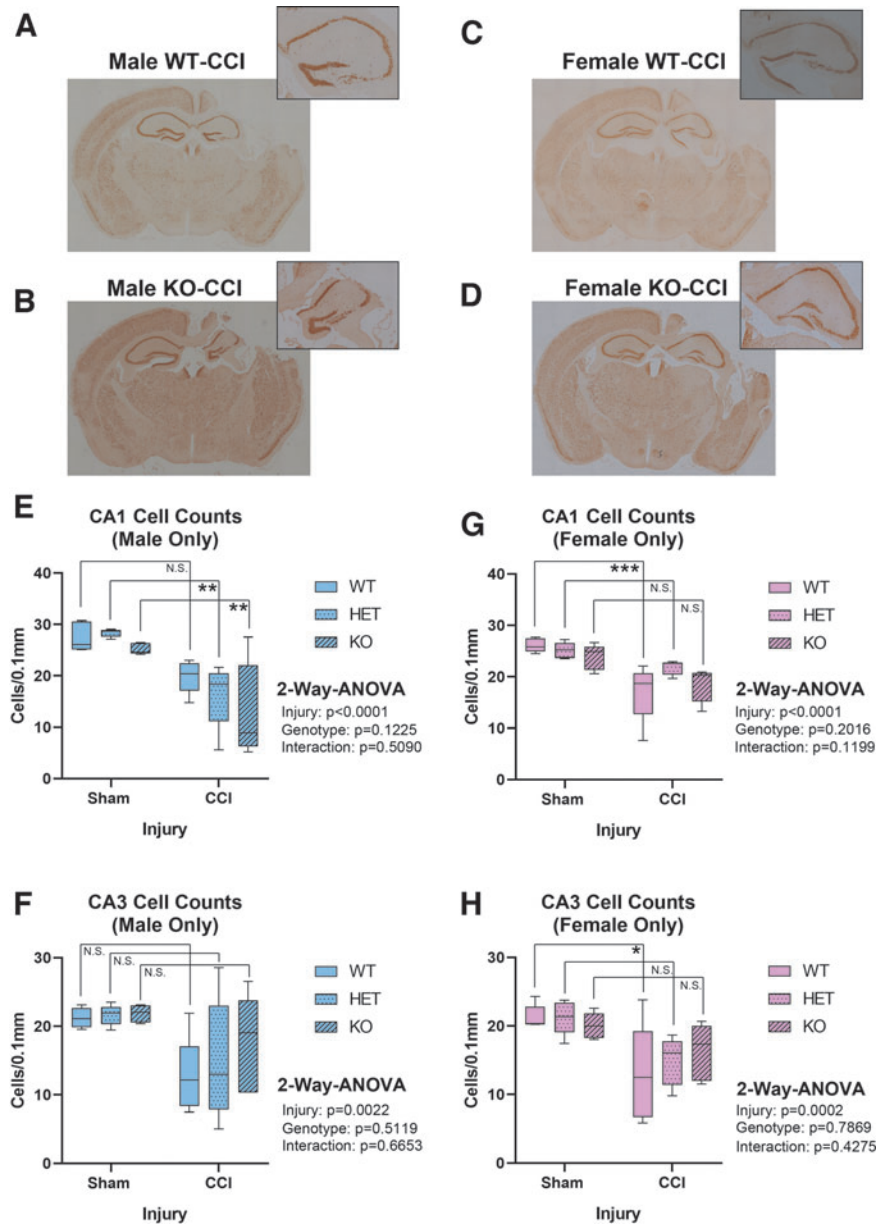 A
Male WT-CCI
C
Female WT-CCI
B
Male KO-CCI
D
Female KO-CCI
E
CA1 Cell Counts
(Male Only)
N.S.
**
**
40
30
20
10
0
Cells/0.1mm
Sham
CCI
Injury
WT
HET
KO
2-Way-ANOVA
Injury: p<0.0001
Genotype: p=0.1225
Interaction: p=0.5090
G
CA1 Cell Counts
(Female Only)
***
N.S.
N.S.
40
30
20
10
0
Cells/0.1mm
Sham
CCI
Injury
WT
HET
KO
2-Way-ANOVA
Injury: p<0.0001
Genotype: p=0.2016
Interaction: p=0.1199
F
CA3 Cell Counts
(Male Only)
N.S.
N.S.
N.S.
30
20
10
0
Cells/0.1mm
Sham
CCI
Injury
WT
HET
KO
2-Way-ANOVA
Injury: p=0.0022
Genotype: p=0.5119
Interaction: p=0.6653
H
CA3 Cell Counts
(Female Only)
*
N.S.
N.S.
30
20
10
0
Cells/0.1mm
Sham
CCI
Injury
WT
HET
KO
2-Way-ANOVA
Injury: p=0.0002
Genotype: p=0.7869
Interaction: p=0.4275